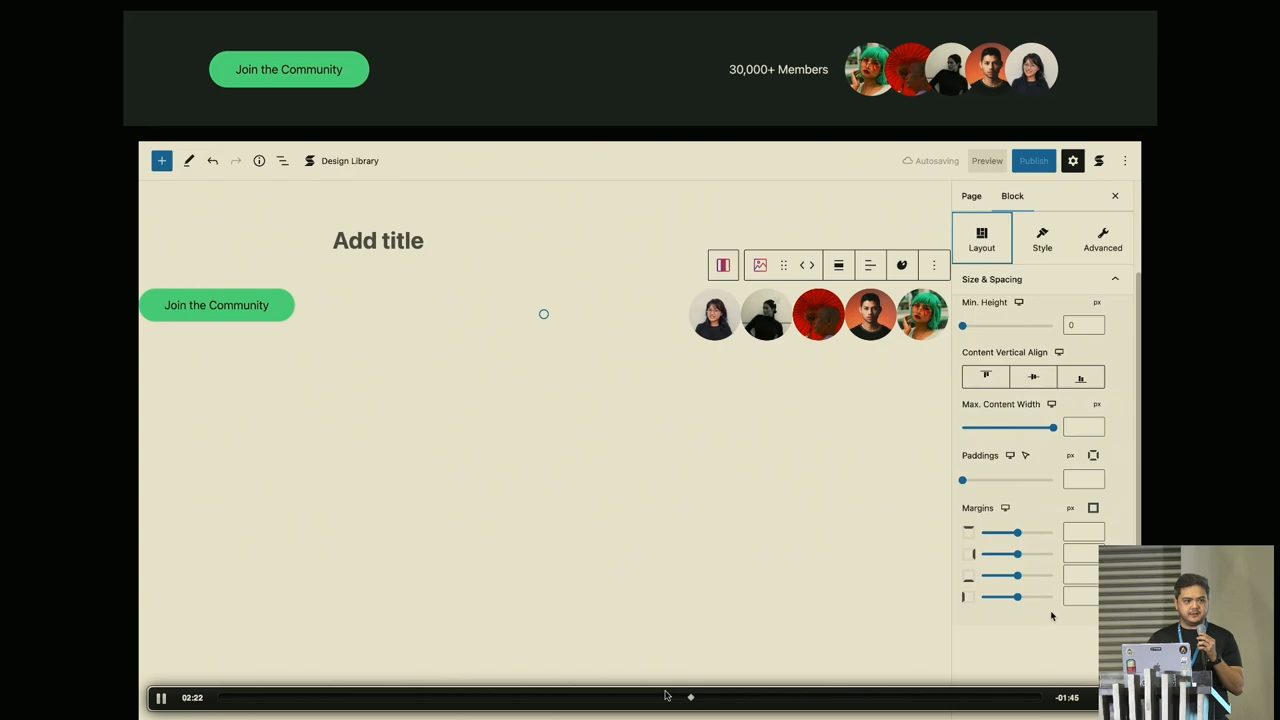 Join the Community
30,000+ Members
Design Library
Autosaving
Preview
Publish
Page
Block
Add title
Layout
Style
Advanced
Size & Spacing
Min. Height
px
0
Join the Community
Content Vertical Align
Max. Content Width
px
Paddings
px
Margins
px
02:22
-01:45